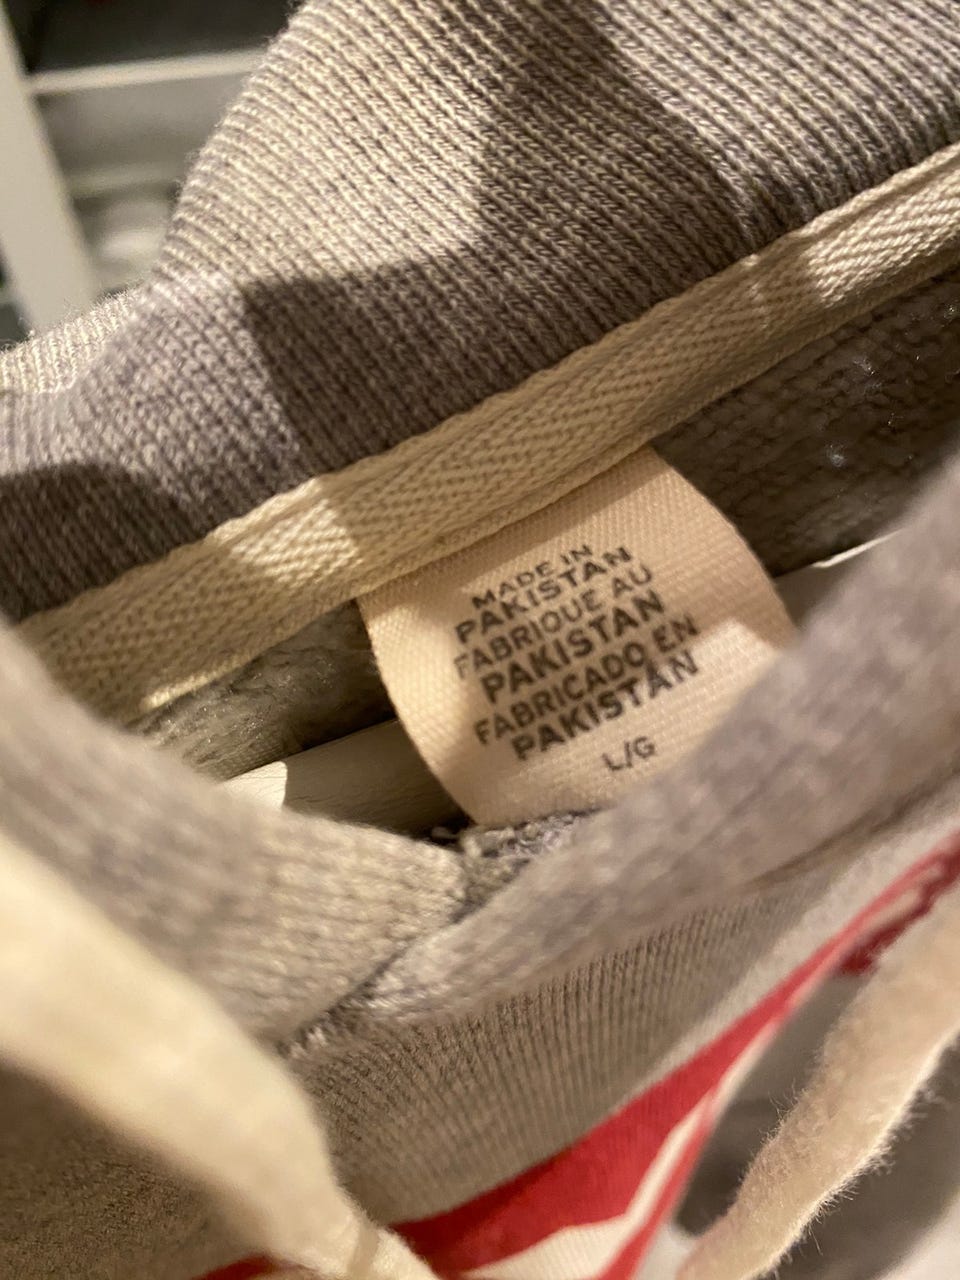 MADE IN
PAKISTAN
FABRIQUE AU
PAKISTAN
FABRICADO EN
PAKISTAN
L/G